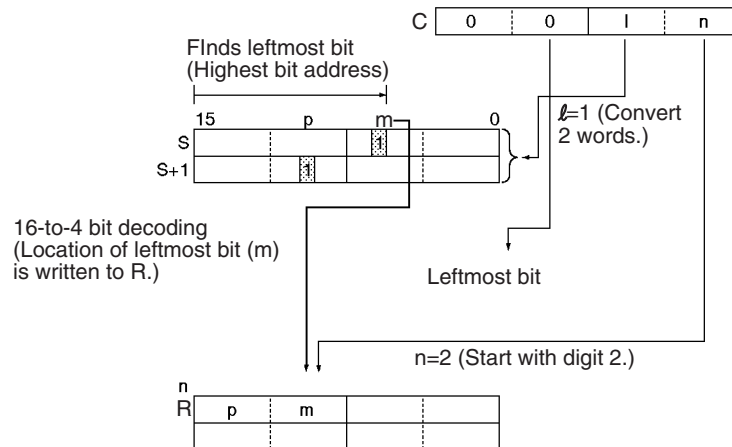 C 0 0 l n
FInds leftmost bit
(Highest bit address)
15 p m 0
S 1
S+1 1
ℓ=1 (Convert
2 words.)
16-to-4 bit decoding
(Location of leftmost bit (m)
is written to R.)
Leftmost bit
n=2 (Start with digit 2.)
n
R p m